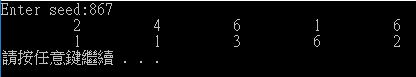 Enter seed:867
2 4 6 1 6
1 1 3 6 2
請按任意鍵繼續 . . .